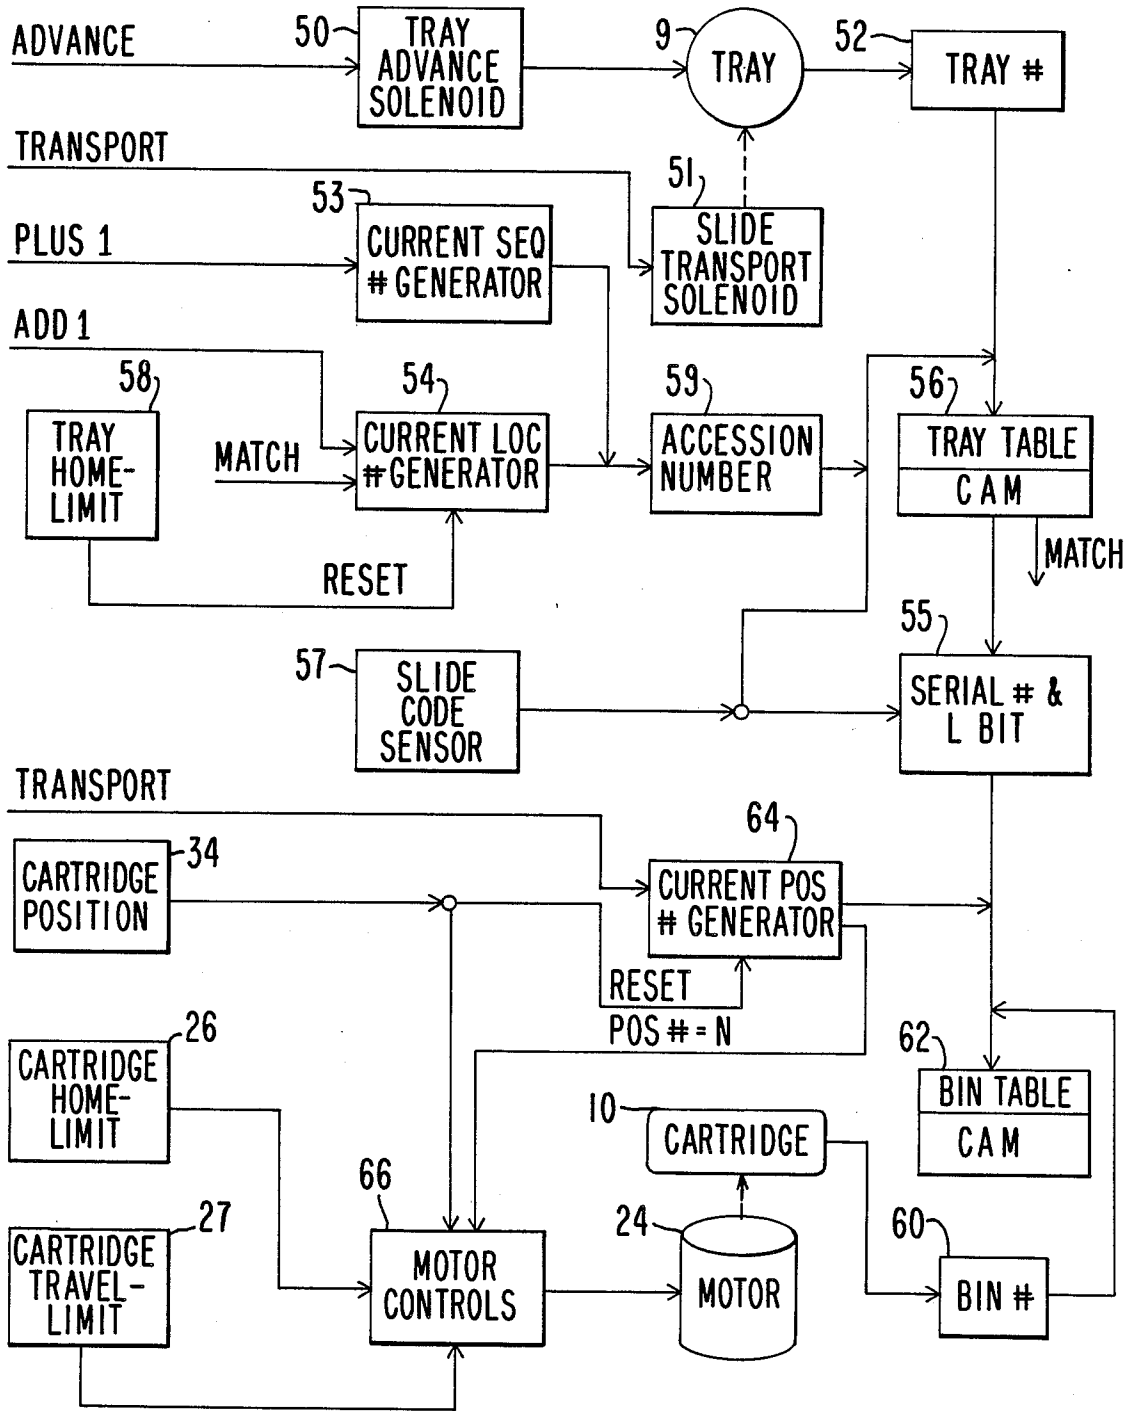 ADVANCE
50
TRAY
ADVANCE
SOLENOID
9
TRAY
52
TRAY #
TRANSPORT
53
CURRENT SEQ
# GENERATOR
51
SLIDE
TRANSPORT
SOLENOID
PLUS 1
ADD 1
58
TRAY
HOME-
LIMIT
MATCH
54
CURRENT LOC
# GENERATOR
59
ACCESSION
NUMBER
56
TRAY TABLE
CAM
MATCH
RESET
57
SLIDE
CODE
SENSOR
55
SERIAL # &
L BIT
TRANSPORT
34
CARTRIDGE
POSITION
64
CURRENT POS
# GENERATOR
RESET
POS # = N
26
CARTRIDGE
HOME-
LIMIT
62
BIN TABLE
CAM
10
CARTRIDGE
66
MOTOR
CONTROLS
24
MOTOR
60
BIN #
27
CARTRIDGE
TRAVEL-
LIMIT